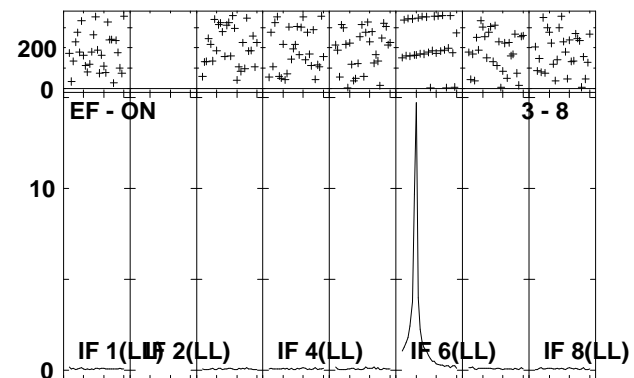 200
0
EF - ON 3 - 8
10
IF 1(LL) IF 2(LL) IF 4(LL) IF 6(LL) IF 8(LL)
0